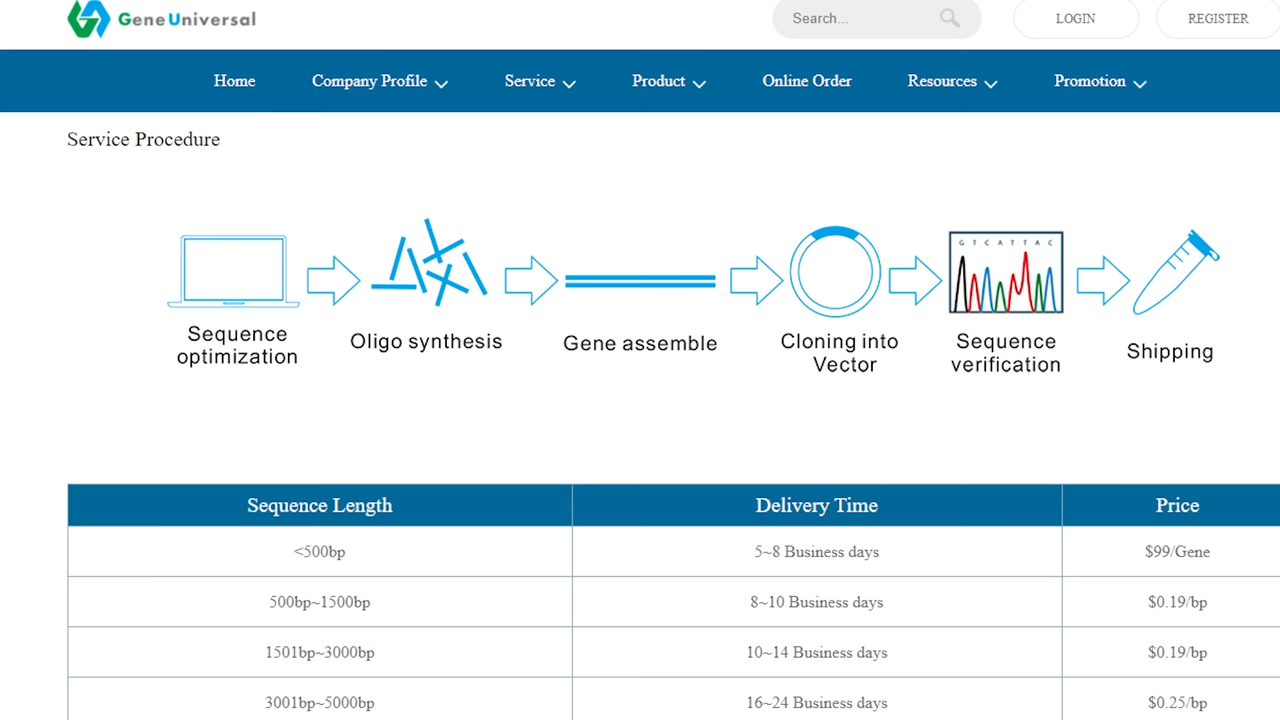 GeneUniversal
Search...
LOGIN
REGISTER
Home
Company Profile
Service
Product
Online Order
Resources
Promotion
Service Procedure
G T C A T T A C
Sequence
optimization
Oligo synthesis
Gene assemble
Cloning into
Vector
Sequence
verification
Shipping
Sequence Length Delivery Time Price
<500bp 5~8 Business days $99/Gene
500bp~1500bp 8~10 Business days $0.19/bp
1501bp~3000bp 10~14 Business days $0.19/bp
3001bp~5000bp 16~24 Business days $0.25/bp